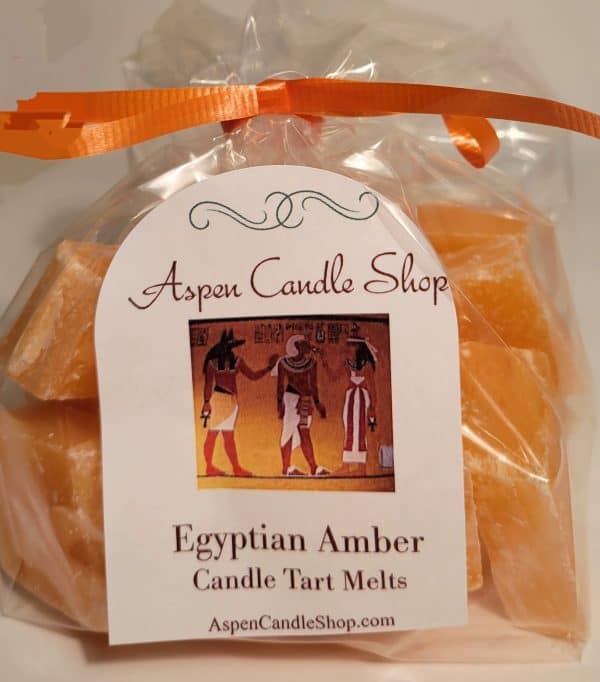 Aspen Candle Shop
Egyptian Amber
Candle Tart Melts
AspenCandleShop.com